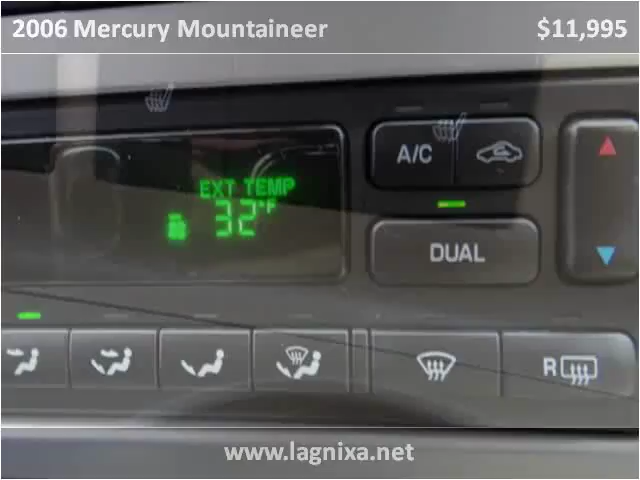 2006 Mercury Mountaineer $11,995
EXT TEMP
32°F
A/C
DUAL
R
www.lagnixa.net